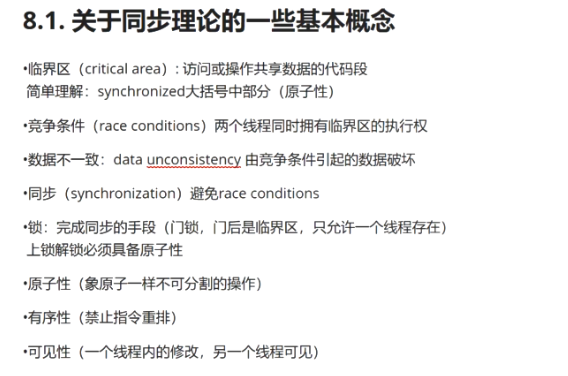 8.1. 关于同步理论的一些基本概念
•临界区（critical area）: 访问或操作共享数据的代码段
简单理解：synchronized大括号中部分（原子性）
•竞争条件（race conditions）两个线程同时拥有临界区的执行权
•数据不一致：data unconsistency 由竞争条件引起的数据破坏
•同步（synchronization）避免race conditions
•锁：完成同步的手段（门锁，门后是临界区，只允许一个线程存在）
上锁解锁必须具备原子性
•原子性（象原子一样不可分割的操作）
•有序性（禁止指令重排）
•可见性（一个线程内的修改，另一个线程可见）